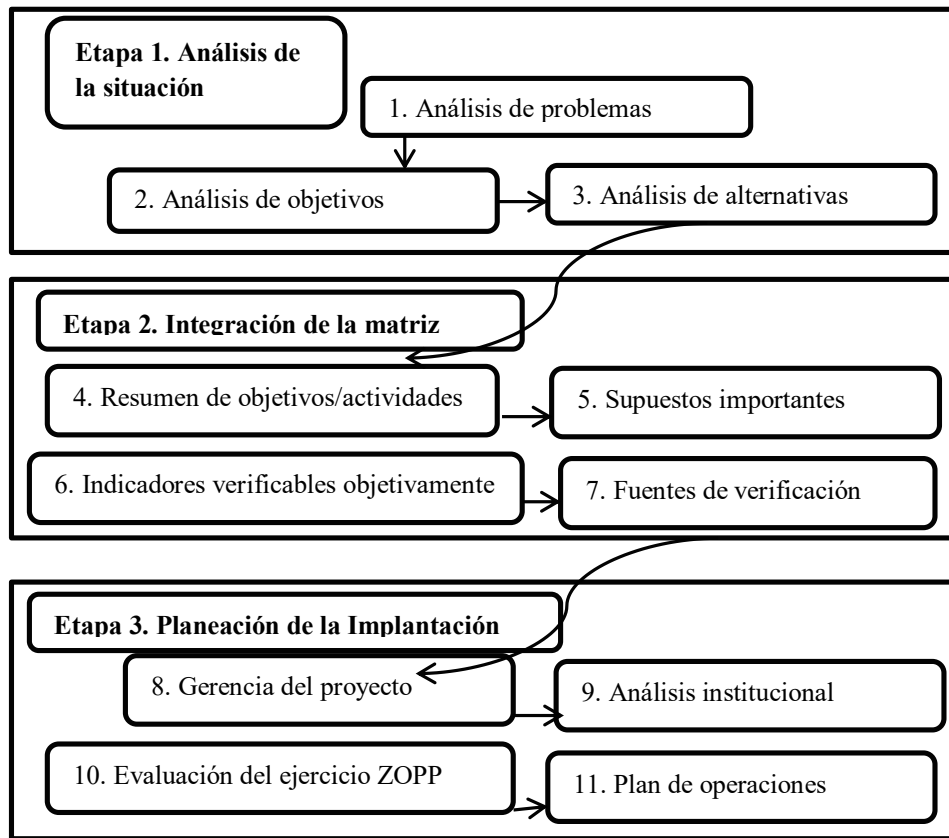 Etapa 1. Análisis de
la situación
1. Análisis de problemas
2. Análisis de objetivos
3. Análisis de alternativas
Etapa 2. Integración de la matriz
4. Resumen de objetivos/actividades
5. Supuestos importantes
6. Indicadores verificables objetivamente
7. Fuentes de verificación
Etapa 3. Planeación de la Implantación
8. Gerencia del proyecto
9. Análisis institucional
10. Evaluación del ejercicio ZOPP
11. Plan de operaciones